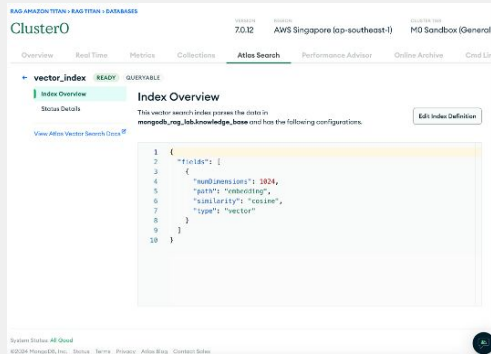 RAG AMAZON TITAN > RAG TITAN > DATABASES
Cluster0
VERSION
7.0.12
REGION
AWS Singapore (ap-southeast-1)
CLUSTER TIER
M0 Sandbox (General
Overview
Real Time
Metrics
Collections
Atlas Search
Performance Advisor
Online Archive
Cmd Lin
← vector_index READY QUERYABLE
Index Overview
Status Details
View Atlas Vector Search Docs
Index Overview
This vector search index parses the data in
mongodb_rag_lab.knowledge_base and has the following configurations.
Edit Index Definition
1 {
2 "fields": [
3 {
4 "numDimensions": 1024,
5 "path": "embedding",
6 "similarity": "cosine",
7 "type": "vector"
8 }
9 ]
10 }
System Status: All Good
©2024 MongoDB, Inc. Status Terms Privacy Atlas Blog Contact Sales